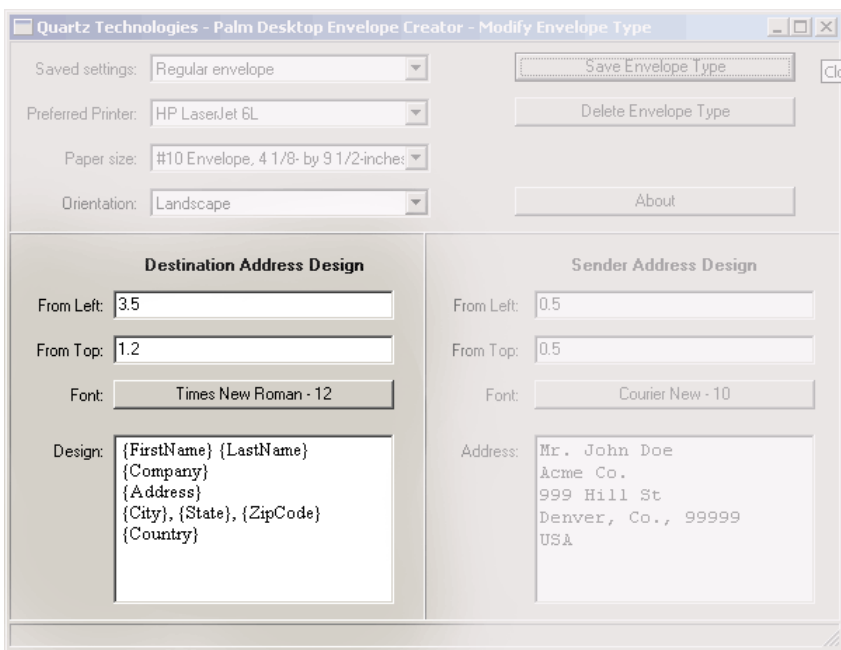 Quartz Technologies - Palm Desktop Envelope Creator - Modify Envelope Type
Saved settings: Regular envelope
Save Envelope Type
Preferred Printer: HP LaserJet 6L
Delete Envelope Type
Paper size: #10 Envelope, 4 1/8- by 9 1/2-inches
Orientation: Landscape
About
Destination Address Design
From Left: 3.5
From Top: 1.2
Font: Times New Roman - 12
Design: {FirstName} {LastName}
{Company}
{Address}
{City}, {State}, {ZipCode}
{Country}
Sender Address Design
From Left: 0.5
From Top: 0.5
Font: Courier New - 10
Address: Mr. John Doe
Acme Co.
999 Hill St
Denver, Co., 99999
USA